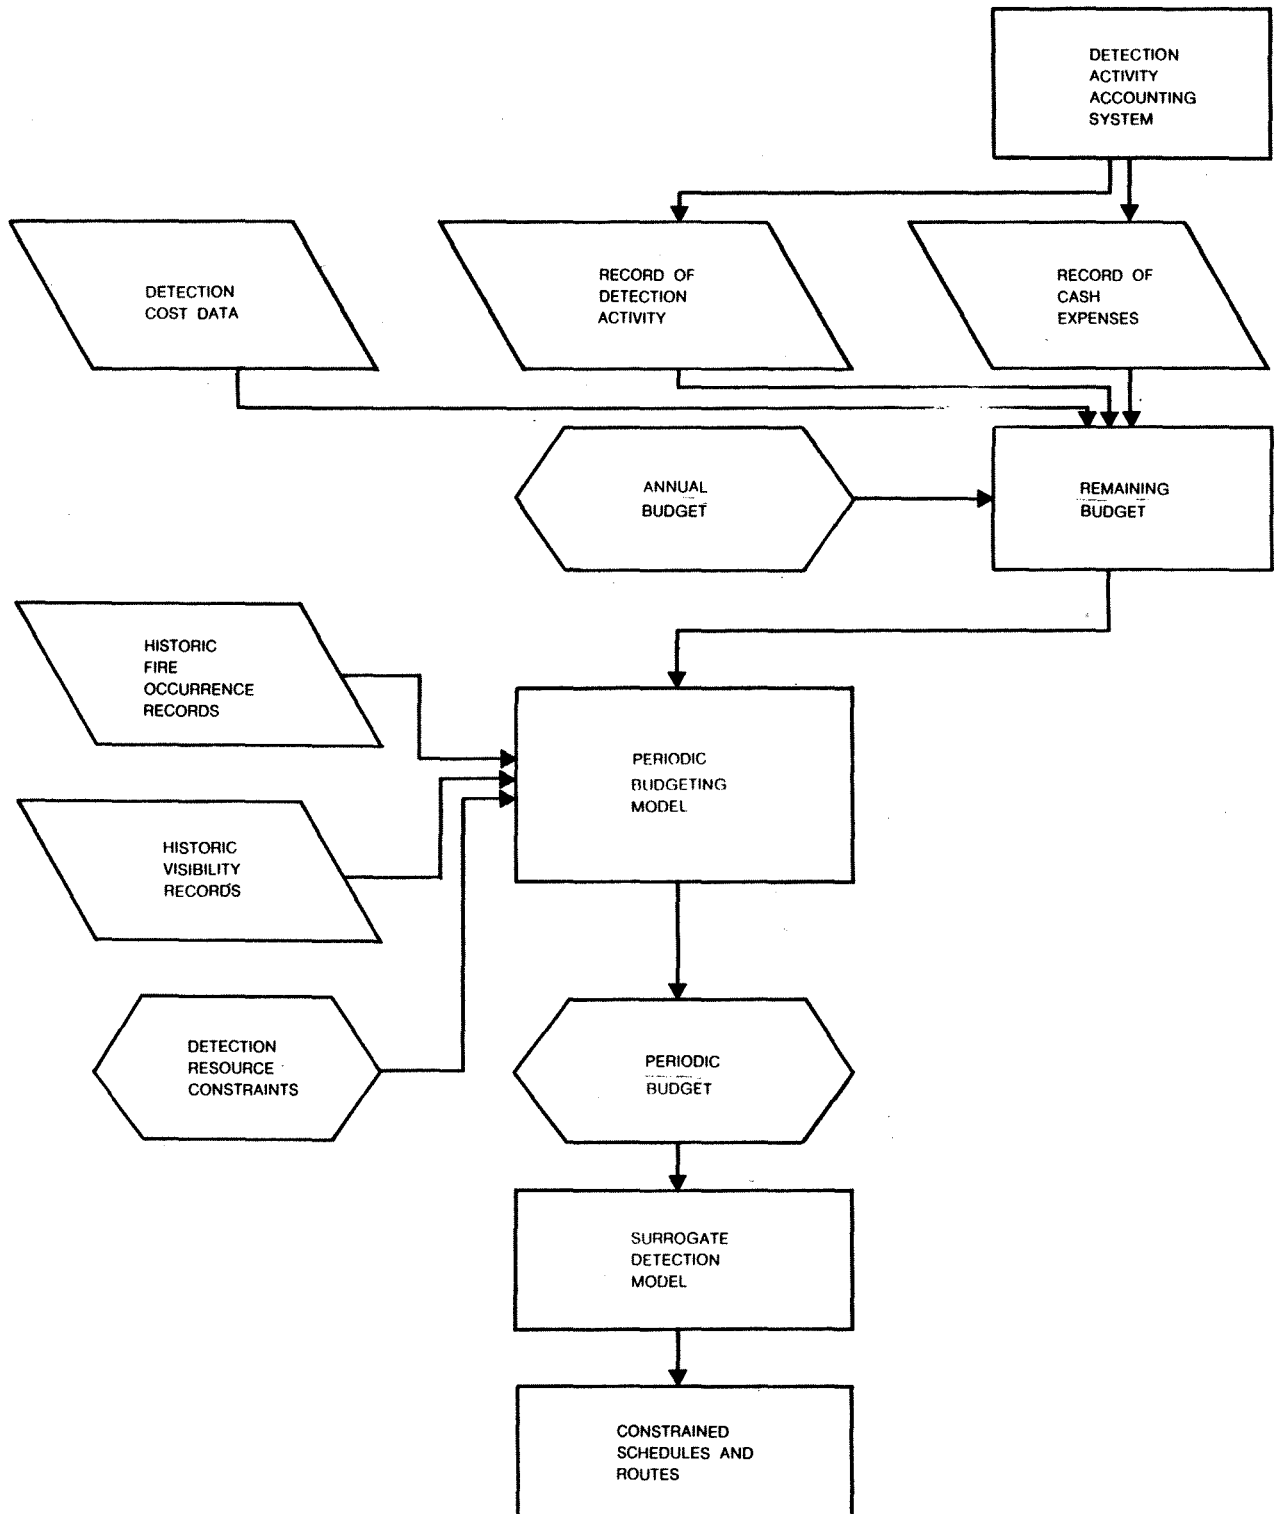 DETECTION
ACTIVITY
ACCOUNTING
SYSTEM
DETECTION
COST DATA
RECORD OF
DETECTION
ACTIVITY
RECORD OF
CASH
EXPENSES
ANNUAL
BUDGET
REMAINING
BUDGET
HISTORIC
FIRE
OCCURRENCE
RECORDS
PERIODIC
BUDGETING
MODEL
HISTORIC
VISIBILITY
RECORDS
DETECTION
RESOURCE
CONSTRAINTS
PERIODIC
BUDGET
SURROGATE
DETECTION
MODEL
CONSTRAINED
SCHEDULES AND
ROUTES